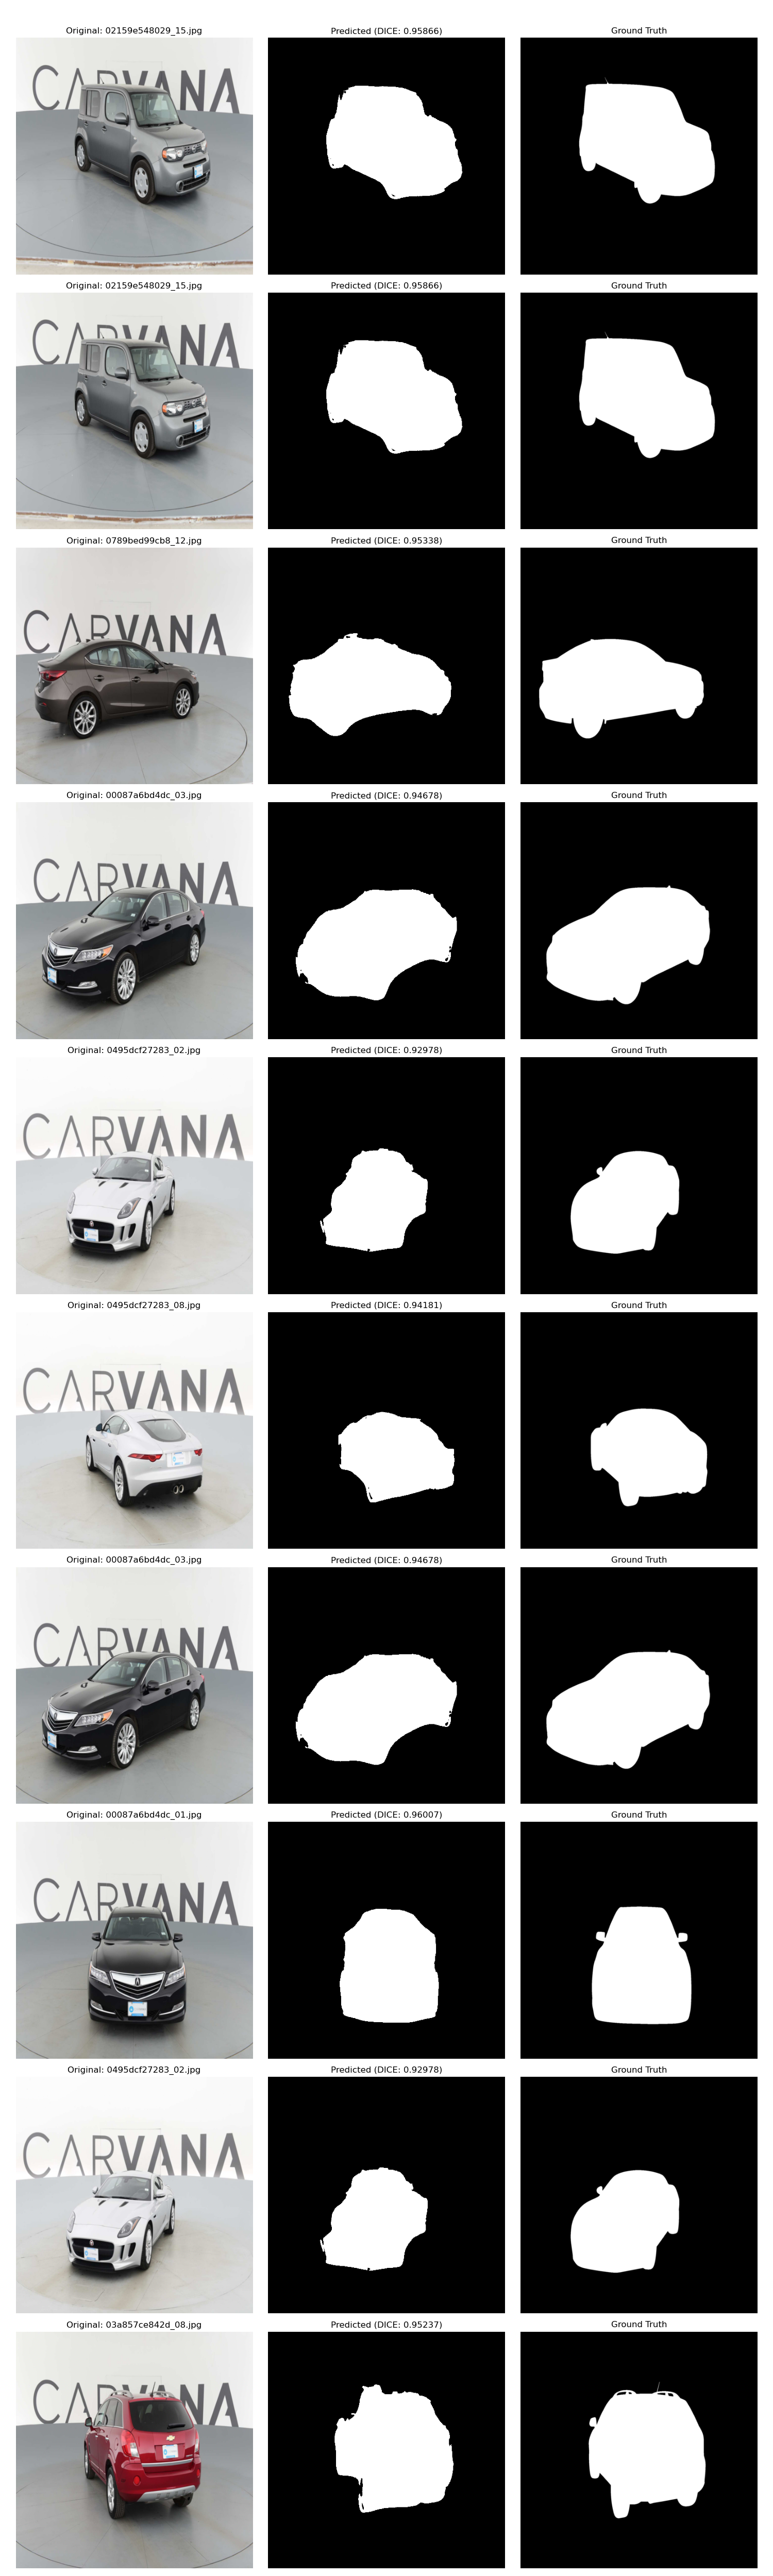 Original: 02159e548029_15.jpg Predicted (DICE: 0.95866) Ground Truth
CARVANA
Original: 02159e548029_15.jpg Predicted (DICE: 0.95866) Ground Truth
CARVANA
Original: 0789bed99cb8_12.jpg Predicted (DICE: 0.95338) Ground Truth
CARVANA
Original: 00087a6bd4dc_03.jpg Predicted (DICE: 0.94678) Ground Truth
CARVANA
Original: 0495dcf27283_02.jpg Predicted (DICE: 0.92978) Ground Truth
CARVANA
Original: 0495dcf27283_08.jpg Predicted (DICE: 0.94181) Ground Truth
CARVANA
Original: 00087a6bd4dc_03.jpg Predicted (DICE: 0.94678) Ground Truth
CARVANA
Original: 00087a6bd4dc_01.jpg Predicted (DICE: 0.96007) Ground Truth
CARVANA
Original: 0495dcf27283_02.jpg Predicted (DICE: 0.92978) Ground Truth
CARVANA
Original: 03a857ce842d_08.jpg Predicted (DICE: 0.95237) Ground Truth
CARVANA